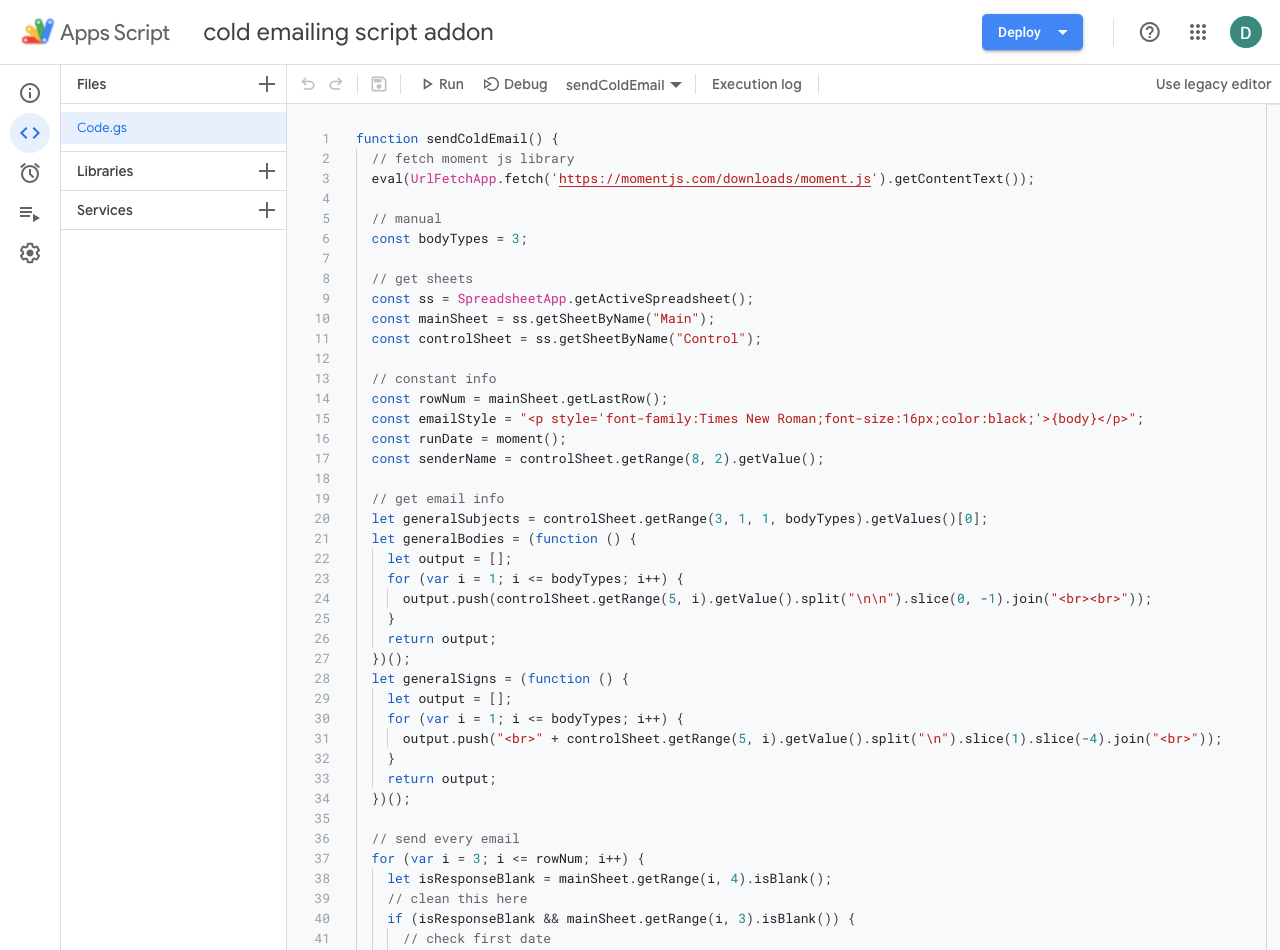 Apps Script
cold emailing script addon
Deploy
D
Files
Code.gs
Libraries
Services
Run
Debug
sendColdEmail
Execution log
Use legacy editor
1 function sendColdEmail() {
2 // fetch moment js library
3 eval(UrlFetchApp.fetch('https://momentjs.com/downloads/moment.js').getContentText());
4
5 // manual
6 const bodyTypes = 3;
7
8 // get sheets
9 const ss = SpreadsheetApp.getActiveSpreadsheet();
10 const mainSheet = ss.getSheetByName("Main");
11 const controlSheet = ss.getSheetByName("Control");
12
13 // constant info
14 const rowNum = mainSheet.getLastRow();
15 const emailStyle = "<p style='font-family:Times New Roman;font-size:16px;color:black;'>{body}</p>";
16 const runDate = moment();
17 const senderName = controlSheet.getRange(8, 2).getValue();
18
19 // get email info
20 let generalSubjects = controlSheet.getRange(3, 1, 1, bodyTypes).getValues()[0];
21 let generalBodies = (function () {
22 let output = [];
23 for (var i = 1; i <= bodyTypes; i++) {
24 output.push(controlSheet.getRange(5, i).getValue().split("\n\n").slice(0, -1).join("<br><br>"));
25 }
26 return output;
27 })();
28 let generalSigns = (function () {
29 let output = [];
30 for (var i = 1; i <= bodyTypes; i++) {
31 output.push("<br>" + controlSheet.getRange(5, i).getValue().split("\n").slice(1).slice(-4).join("<br>"));
32 }
33 return output;
34 })();
35
36 // send every email
37 for (var i = 3; i <= rowNum; i++) {
38 let isResponseBlank = mainSheet.getRange(i, 4).isBlank();
39 // clean this here
40 if (isResponseBlank && mainSheet.getRange(i, 3).isBlank()) {
41 // check first date